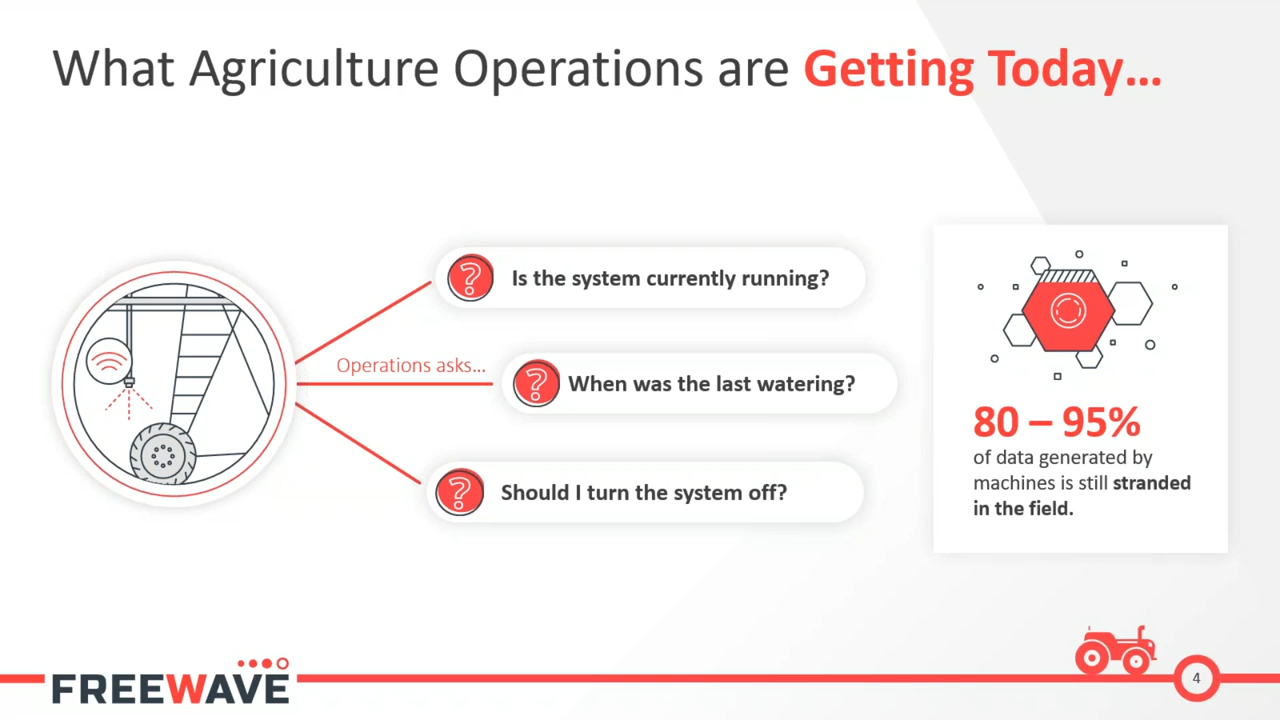 What Agriculture Operations are Getting Today...
Is the system currently running?
Operations asks...
When was the last watering?
Should I turn the system off?
80 – 95%
of data generated by
machines is still stranded
in the field.
FREEWAVE
4